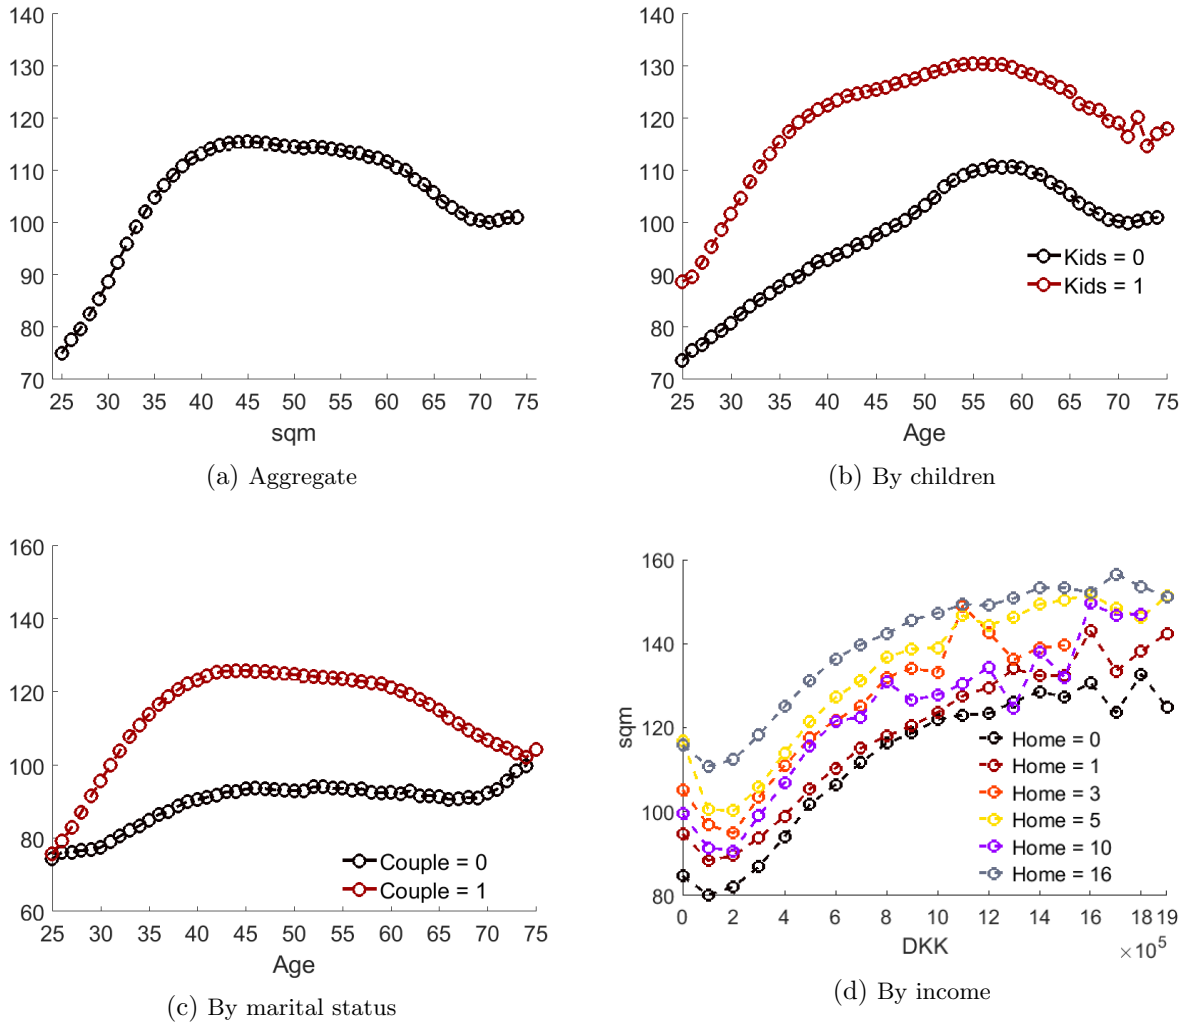 140
130
120
110
100
90
80
70
25 30 35 40 45 50 55 60 65 70 75
sqm
(a) Aggregate
140
130
120
110
100
90
80
70
Kids = 0
Kids = 1
25 30 35 40 45 50 55 60 65 70 75
Age
(b) By children
160
140
120
100
80
60
Couple = 0
Couple = 1
25 30 35 40 45 50 55 60 65 70 75
Age
(c) By marital status
160
140
120
100
80
sqm
Home = 0
Home = 1
Home = 3
Home = 5
Home = 10
Home = 16
0 2 4 6 8 10 12 14 16 18 19
DKK
×10⁵
(d) By income